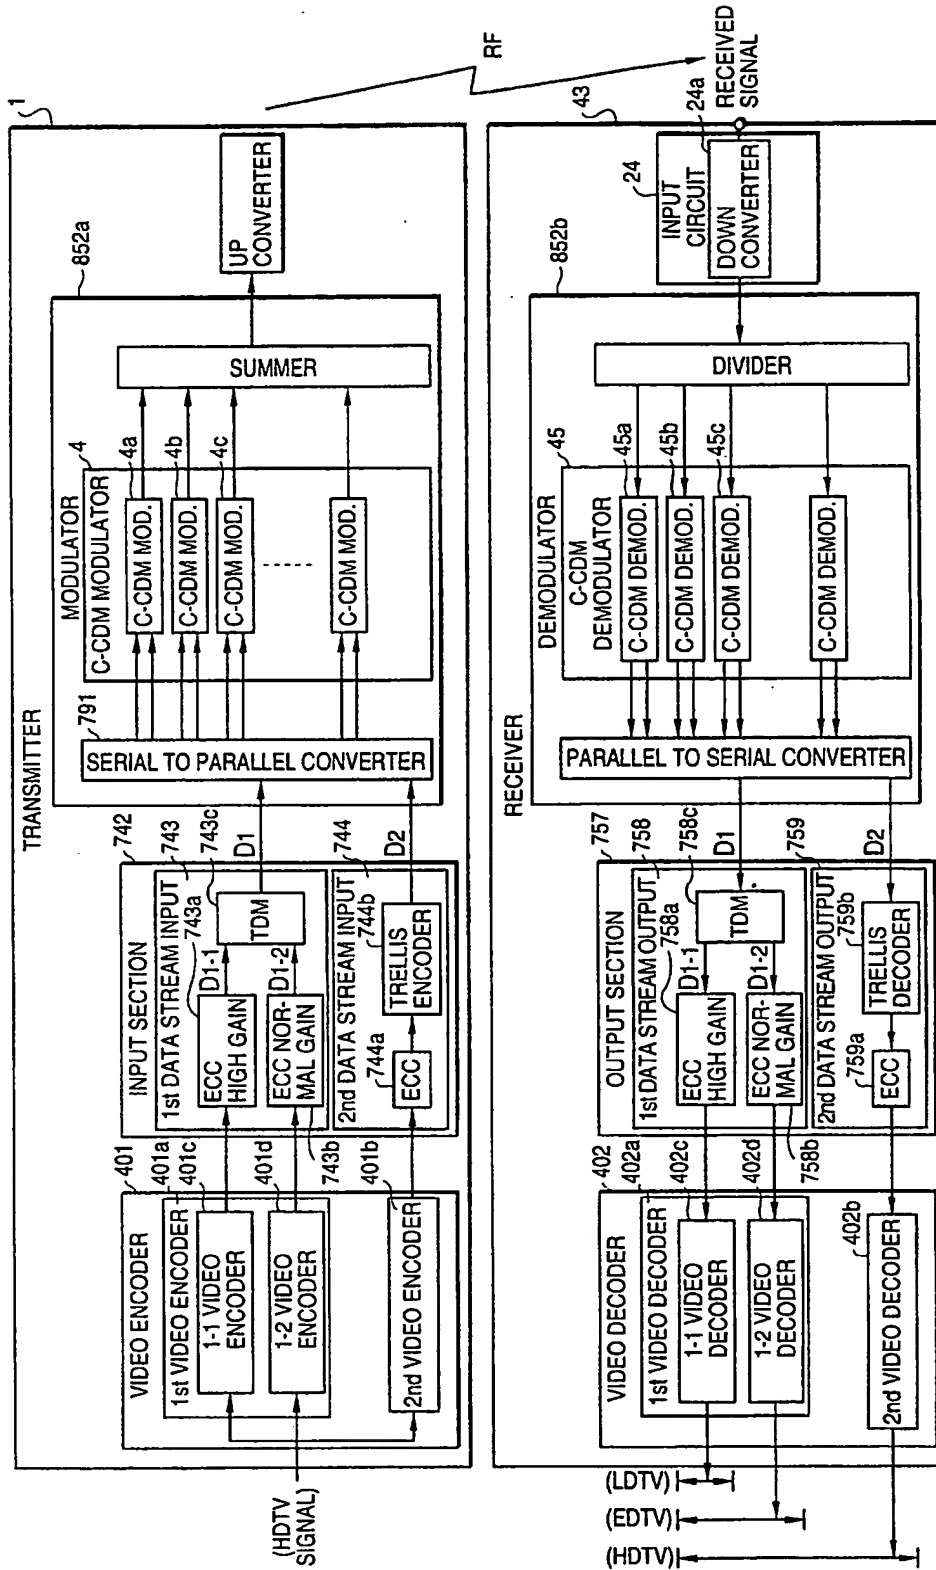 TRANSMITTER
1
(HDTV
SIGNAL)
VIDEO ENCODER
401
1st VIDEO ENCODER
401a
401c
1-1 VIDEO
ENCODER
401d
1-2 VIDEO
ENCODER
401b
2nd VIDEO ENCODER
INPUT SECTION
742
1st DATA STREAM INPUT
743
743a
ECC
HIGH GAIN
D1-1
743c
TDM
ECC NOR-
MAL GAIN
D1-2
743b
2nd DATA STREAM INPUT
744
744a
ECC
744b
TRELLIS
ENCODER
D1
D2
791
SERIAL TO PARALLEL CONVERTER
MODULATOR
C-CDM MODULATOR
4
4a
C-CDM MOD.
4b
C-CDM MOD.
4c
C-CDM MOD.
C-CDM MOD.
852a
SUMMER
UP
CONVERTER
RF
RECEIVER
43
RECEIVED
SIGNAL
24
INPUT
CIRCUIT
24a
DOWN
CONVERTER
852b
DIVIDER
DEMODULATOR
C-CDM
DEMODULATOR
45
45a
C-CDM DEMOD.
45b
C-CDM DEMOD.
45c
C-CDM DEMOD.
C-CDM DEMOD.
PARALLEL TO SERIAL CONVERTER
D1
D2
OUTPUT SECTION
757
1st DATA STREAM OUTPUT
758
758a
ECC
HIGH GAIN
D1-1
758c
TDM
ECC NOR-
MAL GAIN
D1-2
758b
2nd DATA STREAM OUTPUT
759
759a
ECC
759b
TRELLIS
DECODER
VIDEO DECODER
402
1st VIDEO DECODER
402a
402c
1-1 VIDEO
DECODER
402d
1-2 VIDEO
DECODER
402b
2nd VIDEO DECODER
(LDTV)
(EDTV)
(HDTV)